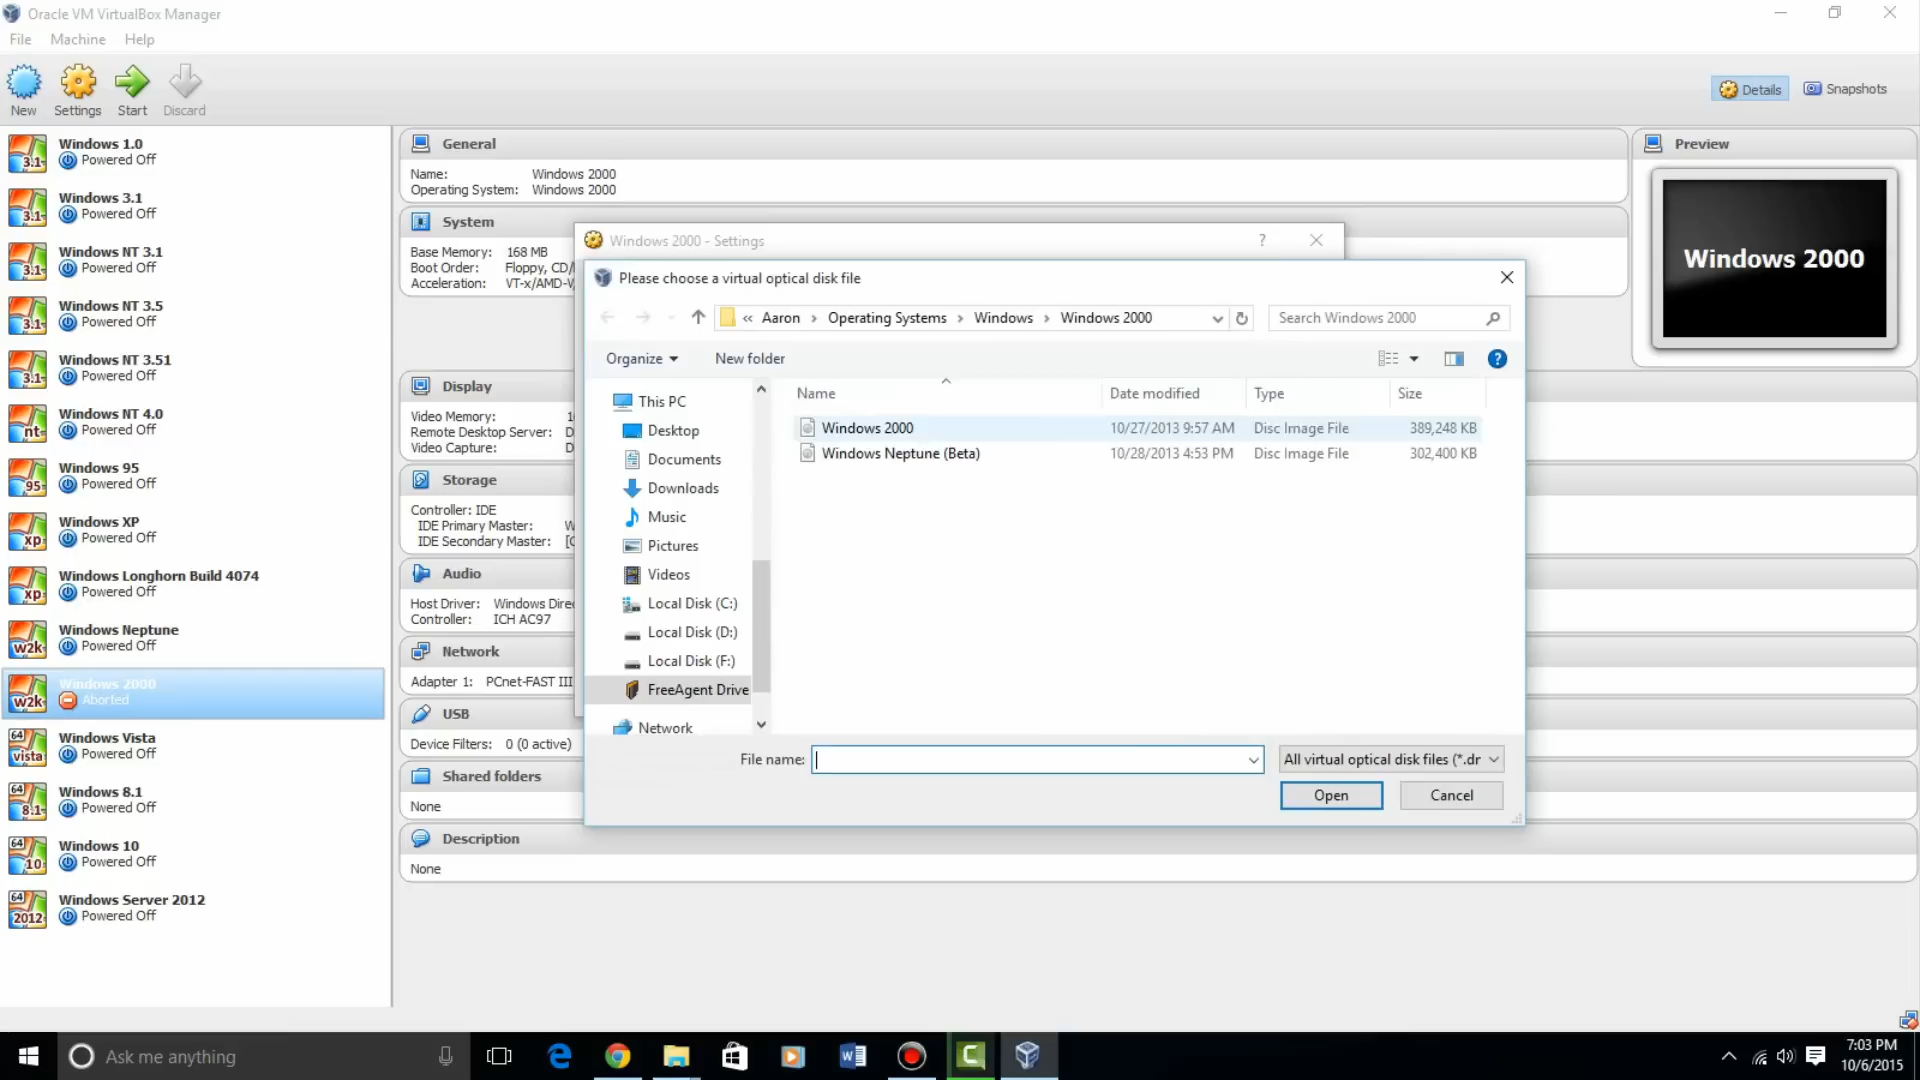 Oracle VM VirtualBox Manager
File Machine Help
New Settings Start Discard
Details Snapshots
Windows 1.0
Powered Off
Windows 3.1
Powered Off
Windows NT 3.1
Powered Off
Windows NT 3.5
Powered Off
Windows NT 3.51
Powered Off
Windows NT 4.0
Powered Off
Windows 95
Powered Off
Windows XP
Powered Off
Windows Longhorn Build 4074
Powered Off
Windows Neptune
Powered Off
Windows 2000
Aborted
Windows Vista
Powered Off
Windows 8.1
Powered Off
Windows 10
Powered Off
Windows Server 2012
Powered Off
General
Name: Windows 2000
Operating System: Windows 2000
System
Base Memory: 168 MB
Boot Order: Floppy, CD/
Acceleration: VT-x/AMD-V
Display
Video Memory: 1
Remote Desktop Server: D
Video Capture: D
Storage
Controller: IDE
IDE Primary Master: W
IDE Secondary Master: [
Audio
Host Driver: Windows Dire
Controller: ICH AC97
Network
Adapter 1: PCnet-FAST III
USB
Device Filters: 0 (0 active)
Shared folders
None
Description
None
Preview
Windows 2000
Windows 2000 - Settings ?
Please choose a virtual optical disk file
« Aaron › Operating Systems › Windows › Windows 2000
Search Windows 2000
Organize New folder
This PC
Desktop
Documents
Downloads
Music
Pictures
Videos
Local Disk (C:)
Local Disk (D:)
Local Disk (F:)
FreeAgent Drive
Network
Name Date modified Type Size
Windows 2000 10/27/2013 9:57 AM Disc Image File 389,248 KB
Windows Neptune (Beta) 10/28/2013 4:53 PM Disc Image File 302,400 KB
File name: All virtual optical disk files (*.dr
Open Cancel
Ask me anything
7:03 PM
10/6/2015